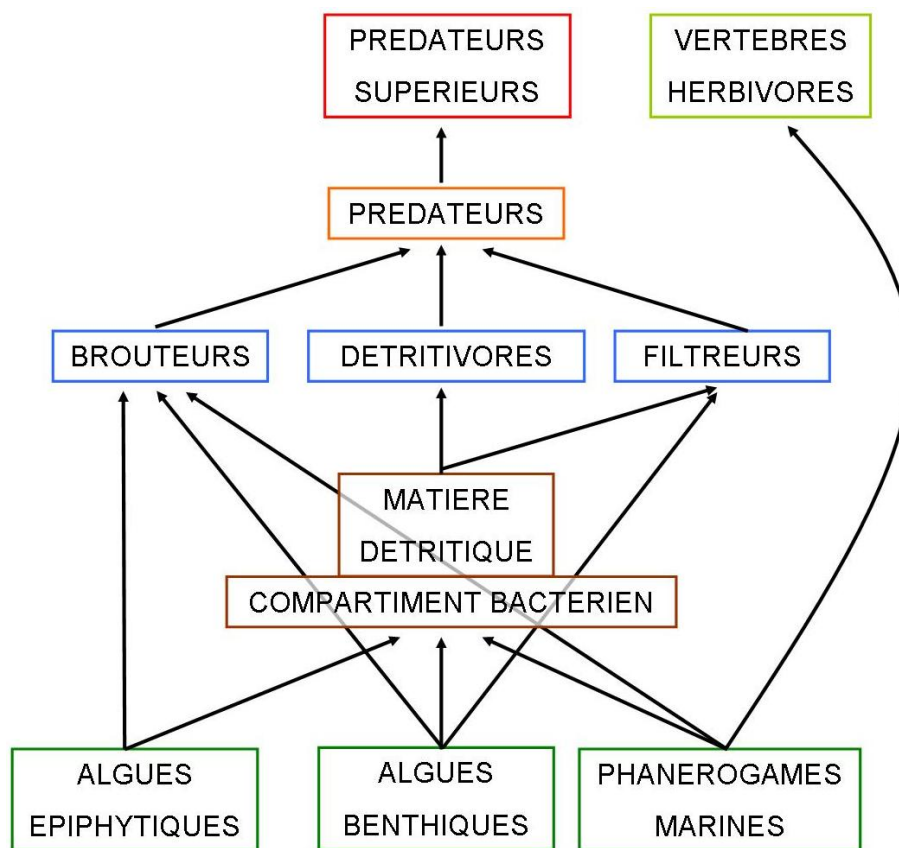 PREDATEURS
SUPERIEURS
VERTEBRES
HERBIVORES
PREDATEURS
BROUTEURS
DETRITIVORES
FILTREURS
MATIERE
DETRITIQUE
COMPARTIMENT BACTERIEN
ALGUES
EPIPHYTIQUES
ALGUES
BENTHIQUES
PHANEROGAMES
MARINES